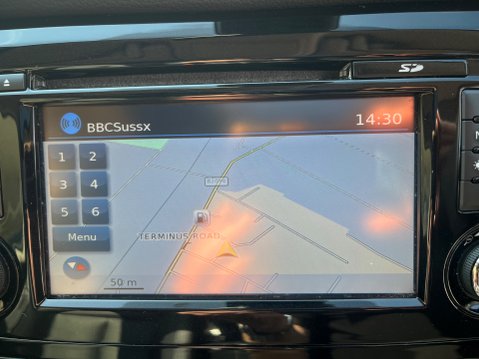 SD
BBCSussx
14:30
1 2
3 4
5 6
Menu
TERMINUS ROAD
50 m